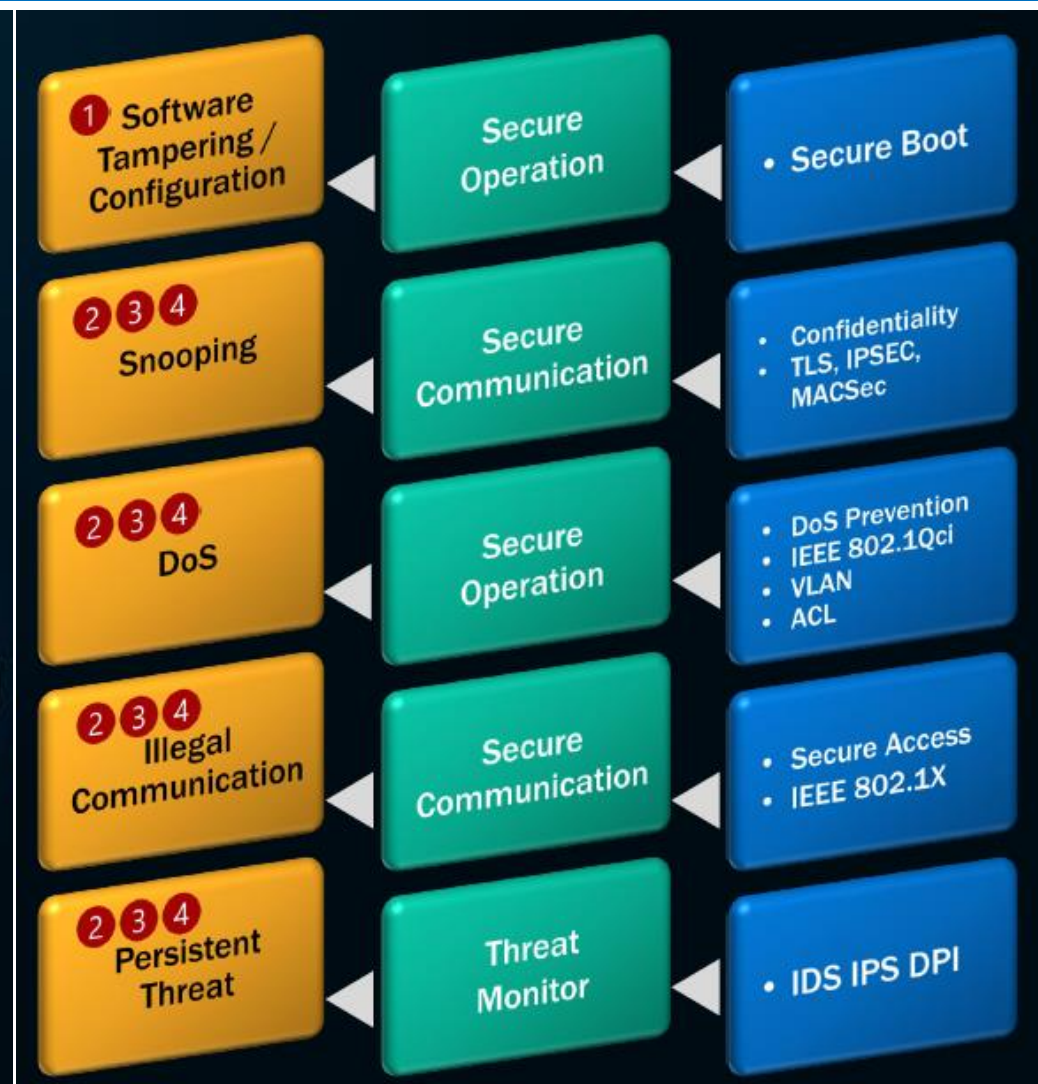 1 Software
Tampering /
Configuration
Secure
Operation
• Secure Boot
2 3 4
Snooping
Secure
Communication
• Confidentiality
• TLS, IPSEC,
MACSec
2 3 4
DoS
Secure
Operation
• DoS Prevention
• IEEE 802.1Qci
• VLAN
• ACL
2 3 4
Illegal
Communication
Secure
Communication
• Secure Access
• IEEE 802.1X
2 3 4
Persistent
Threat
Threat
Monitor
• IDS IPS DPI